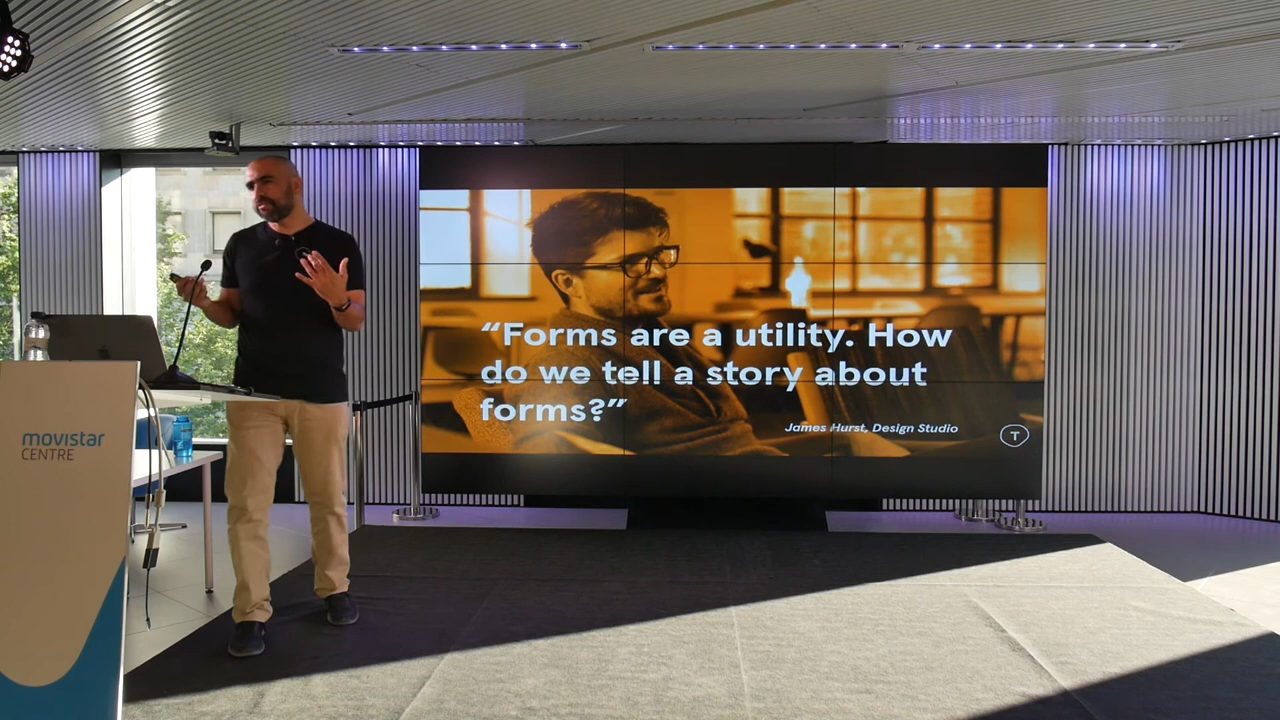 “Forms are a utility. How
do we tell a story about
forms?”
James Hurst, Design Studio
T
movistar
CENTRE